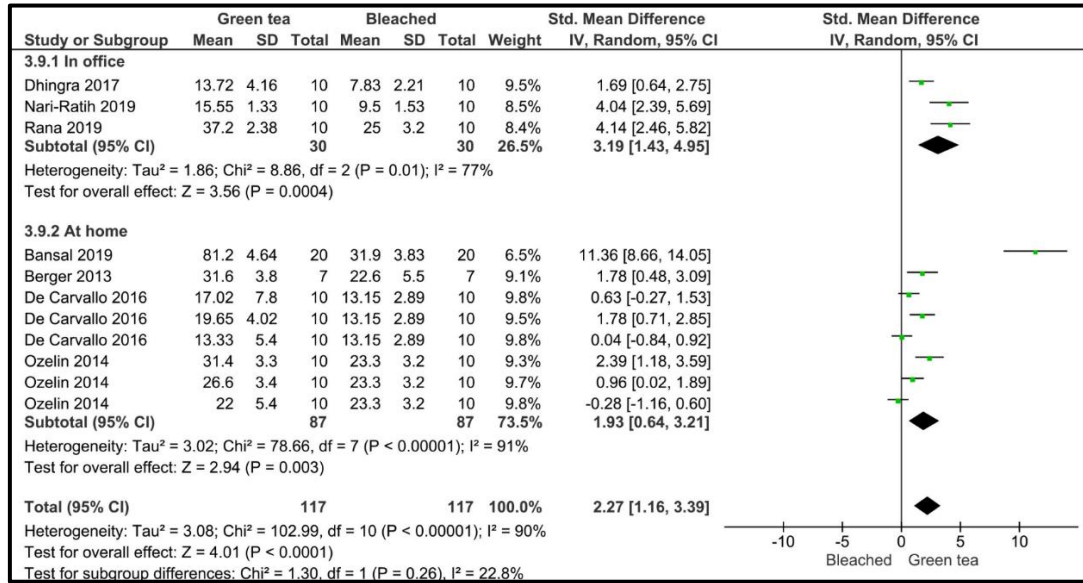 Green tea Bleached Std. Mean Difference Std. Mean Difference
Study or Subgroup Mean SD Total Mean SD Total Weight IV, Random, 95% CI IV, Random, 95% CI
3.9.1 In office
Dhingra 2017 13.72 4.16 10 7.83 2.21 10 9.5% 1.69 [0.64, 2.75]
Nari-Ratih 2019 15.55 1.33 10 9.5 1.53 10 8.5% 4.04 [2.39, 5.69]
Rana 2019 37.2 2.38 10 25 3.2 10 8.4% 4.14 [2.46, 5.82]
Subtotal (95% CI) 30 30 26.5% 3.19 [1.43, 4.95]
Heterogeneity: Tau² = 1.86; Chi² = 8.86, df = 2 (P = 0.01); I² = 77%
Test for overall effect: Z = 3.56 (P = 0.0004)
3.9.2 At home
Bansal 2019 81.2 4.64 20 31.9 3.83 20 6.5% 11.36 [8.66, 14.05]
Berger 2013 31.6 3.8 7 22.6 5.5 7 9.1% 1.78 [0.48, 3.09]
De Carvallo 2016 17.02 7.8 10 13.15 2.89 10 9.8% 0.63 [-0.27, 1.53]
De Carvallo 2016 19.65 4.02 10 13.15 2.89 10 9.5% 1.78 [0.71, 2.85]
De Carvallo 2016 13.33 5.4 10 13.15 2.89 10 9.8% 0.04 [-0.84, 0.92]
Ozelin 2014 31.4 3.3 10 23.3 3.2 10 9.3% 2.39 [1.18, 3.59]
Ozelin 2014 26.6 3.4 10 23.3 3.2 10 9.7% 0.96 [0.02, 1.89]
Ozelin 2014 22 5.4 10 23.3 3.2 10 9.8% -0.28 [-1.16, 0.60]
Subtotal (95% CI) 87 87 73.5% 1.93 [0.64, 3.21]
Heterogeneity: Tau² = 3.02; Chi² = 78.66, df = 7 (P < 0.00001); I² = 91%
Test for overall effect: Z = 2.94 (P = 0.003)
Total (95% CI) 117 117 100.0% 2.27 [1.16, 3.39]
Heterogeneity: Tau² = 3.08; Chi² = 102.99, df = 10 (P < 0.00001); I² = 90%
Test for overall effect: Z = 4.01 (P < 0.0001)
Test for subgroup differences: Chi² = 1.30, df = 1 (P = 0.26), I² = 22.8%
-10 -5 0 5 10
Bleached Green tea